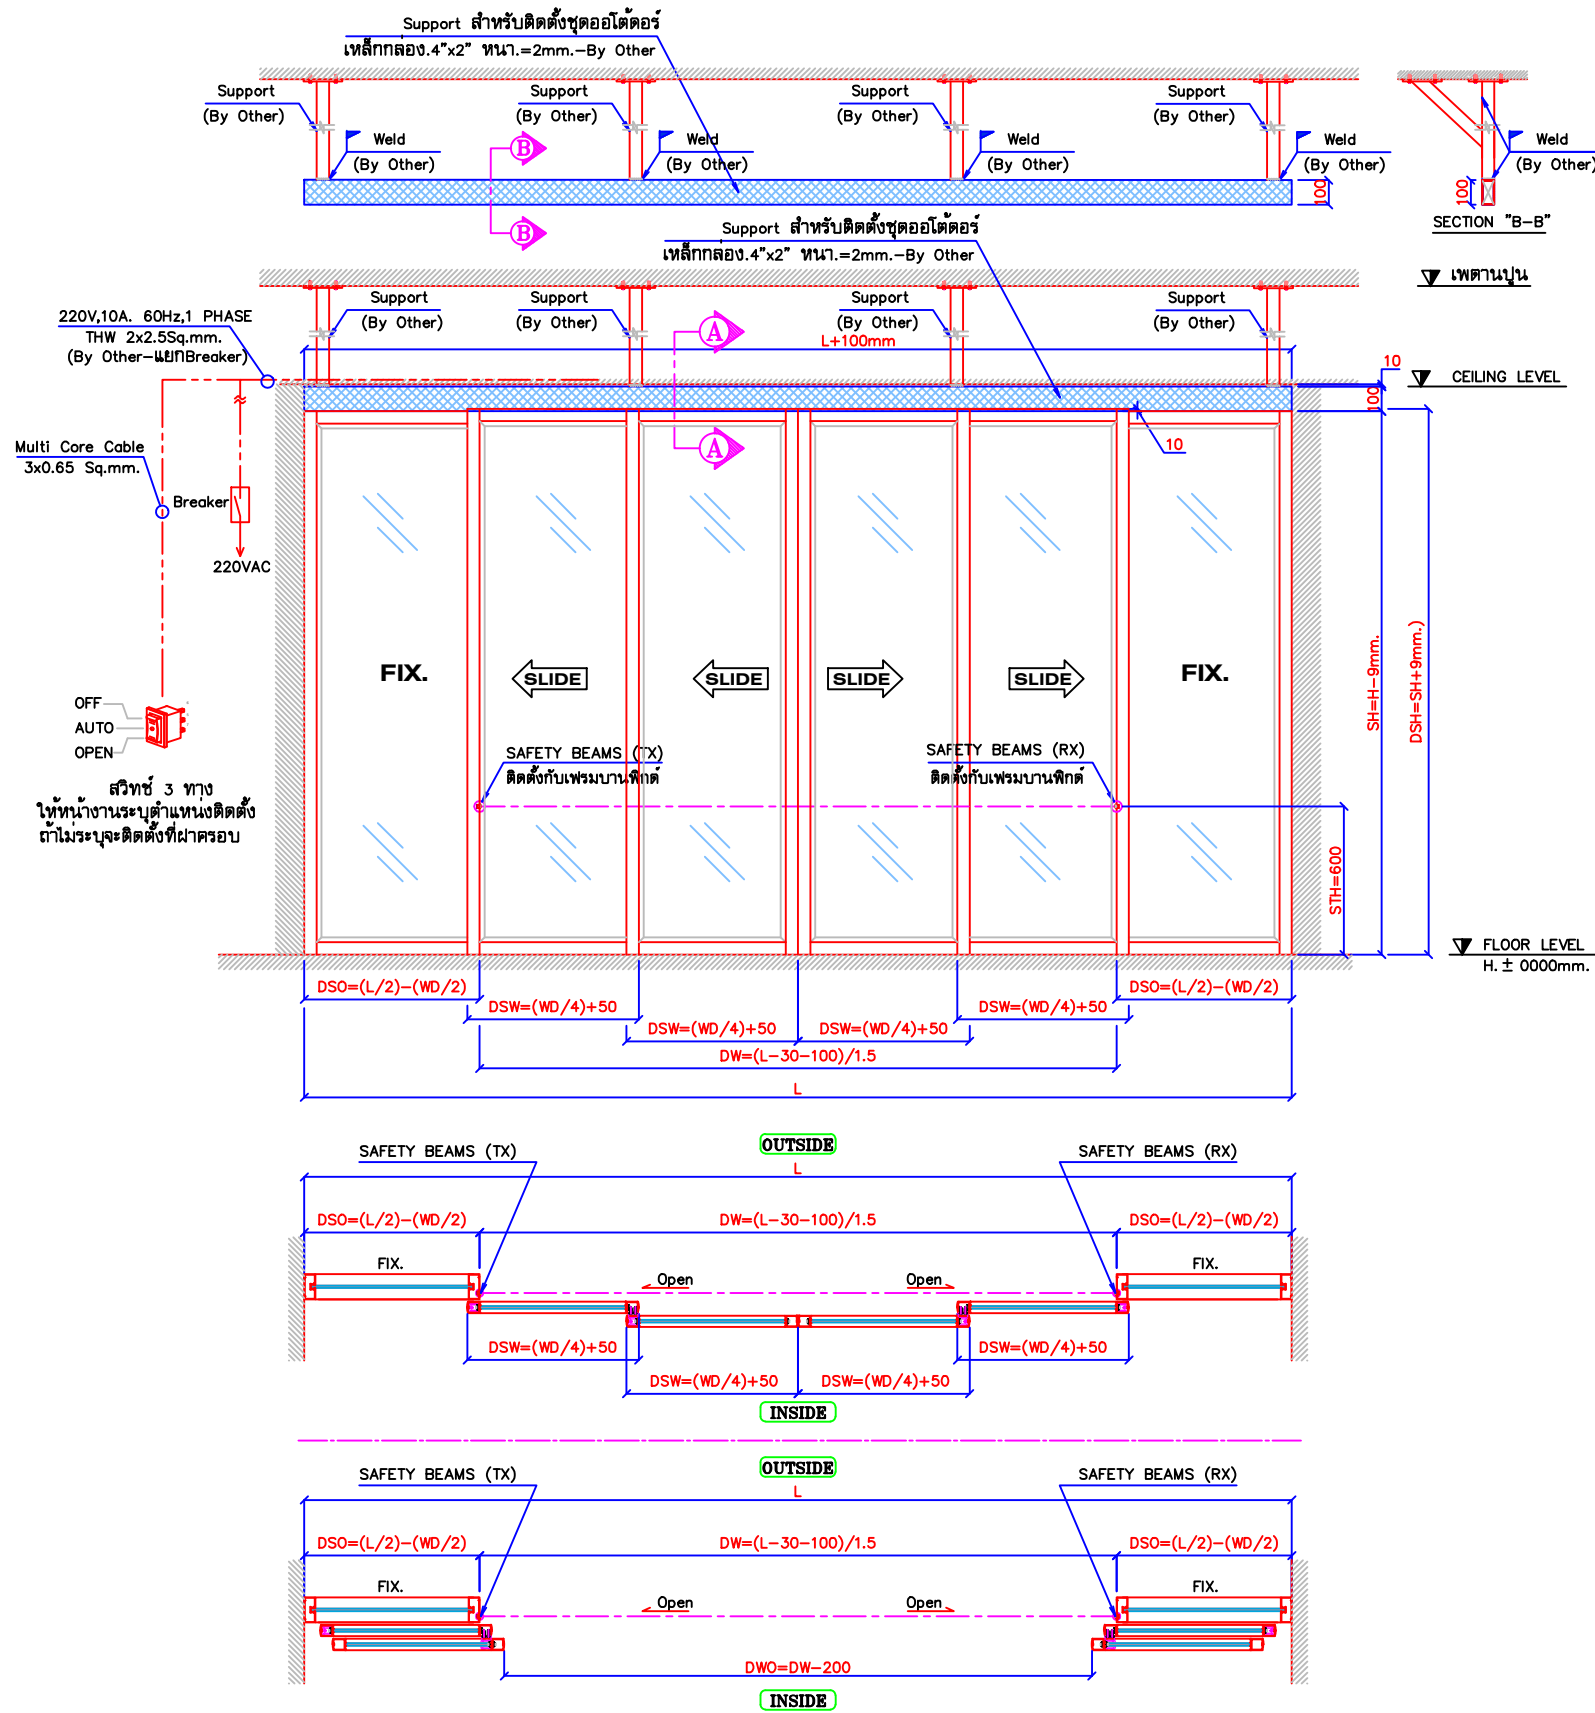 Support สำหรับติดตั้งชุดออโต้ดอร์
เหล็กกล่อง.4"x2" หนา.=2mm.-By Other
Support
(By Other)
Support
(By Other)
Support
(By Other)
Support
(By Other)
Weld
(By Other)
Weld
(By Other)
Weld
(By Other)
Weld
(By Other)
Weld
(By Other)
B
B
100
100
SECTION "B-B"
Support สำหรับติดตั้งชุดออโต้ดอร์
เหล็กกล่อง.4"x2" หนา.=2mm.-By Other
เพดานปูน
Support
(By Other)
Support
(By Other)
Support
(By Other)
Support
(By Other)
220V,10A. 60Hz,1 PHASE
THW 2x2.5Sq.mm.
(By Other-แยกBreaker)
A
L+100mm
10
CEILING LEVEL
100
A
10
Multi Core Cable
3x0.65 Sq.mm.
Breaker
220VAC
FIX.
SLIDE
SLIDE
SLIDE
SLIDE
FIX.
SH=H-9mm.
DSH=SH+9mm.)
OFF
AUTO
OPEN
สวิทช์ 3 ทาง
ให้หน้างานระบุตำแหน่งติดตั้ง
ถ้าไม่ระบุจะติดตั้งที่ฝาครอบ
SAFETY BEAMS (TX)
ติดตั้งกับเฟรมบานฟิกต์
SAFETY BEAMS (RX)
ติดตั้งกับเฟรมบานฟิกต์
STH=600
FLOOR LEVEL
H.± 0000mm.
DSO=(L/2)-(WD/2)
DSO=(L/2)-(WD/2)
DSW=(WD/4)+50
DSW=(WD/4)+50
DSW=(WD/4)+50
DSW=(WD/4)+50
DW=(L-30-100)/1.5
L
OUTSIDE
SAFETY BEAMS (TX)
SAFETY BEAMS (RX)
L
DSO=(L/2)-(WD/2)
DW=(L-30-100)/1.5
DSO=(L/2)-(WD/2)
FIX.
Open
Open
FIX.
DSW=(WD/4)+50
DSW=(WD/4)+50
DSW=(WD/4)+50
DSW=(WD/4)+50
INSIDE
OUTSIDE
SAFETY BEAMS (TX)
SAFETY BEAMS (RX)
L
DSO=(L/2)-(WD/2)
DW=(L-30-100)/1.5
DSO=(L/2)-(WD/2)
FIX.
Open
Open
FIX.
DWO=DW-200
INSIDE